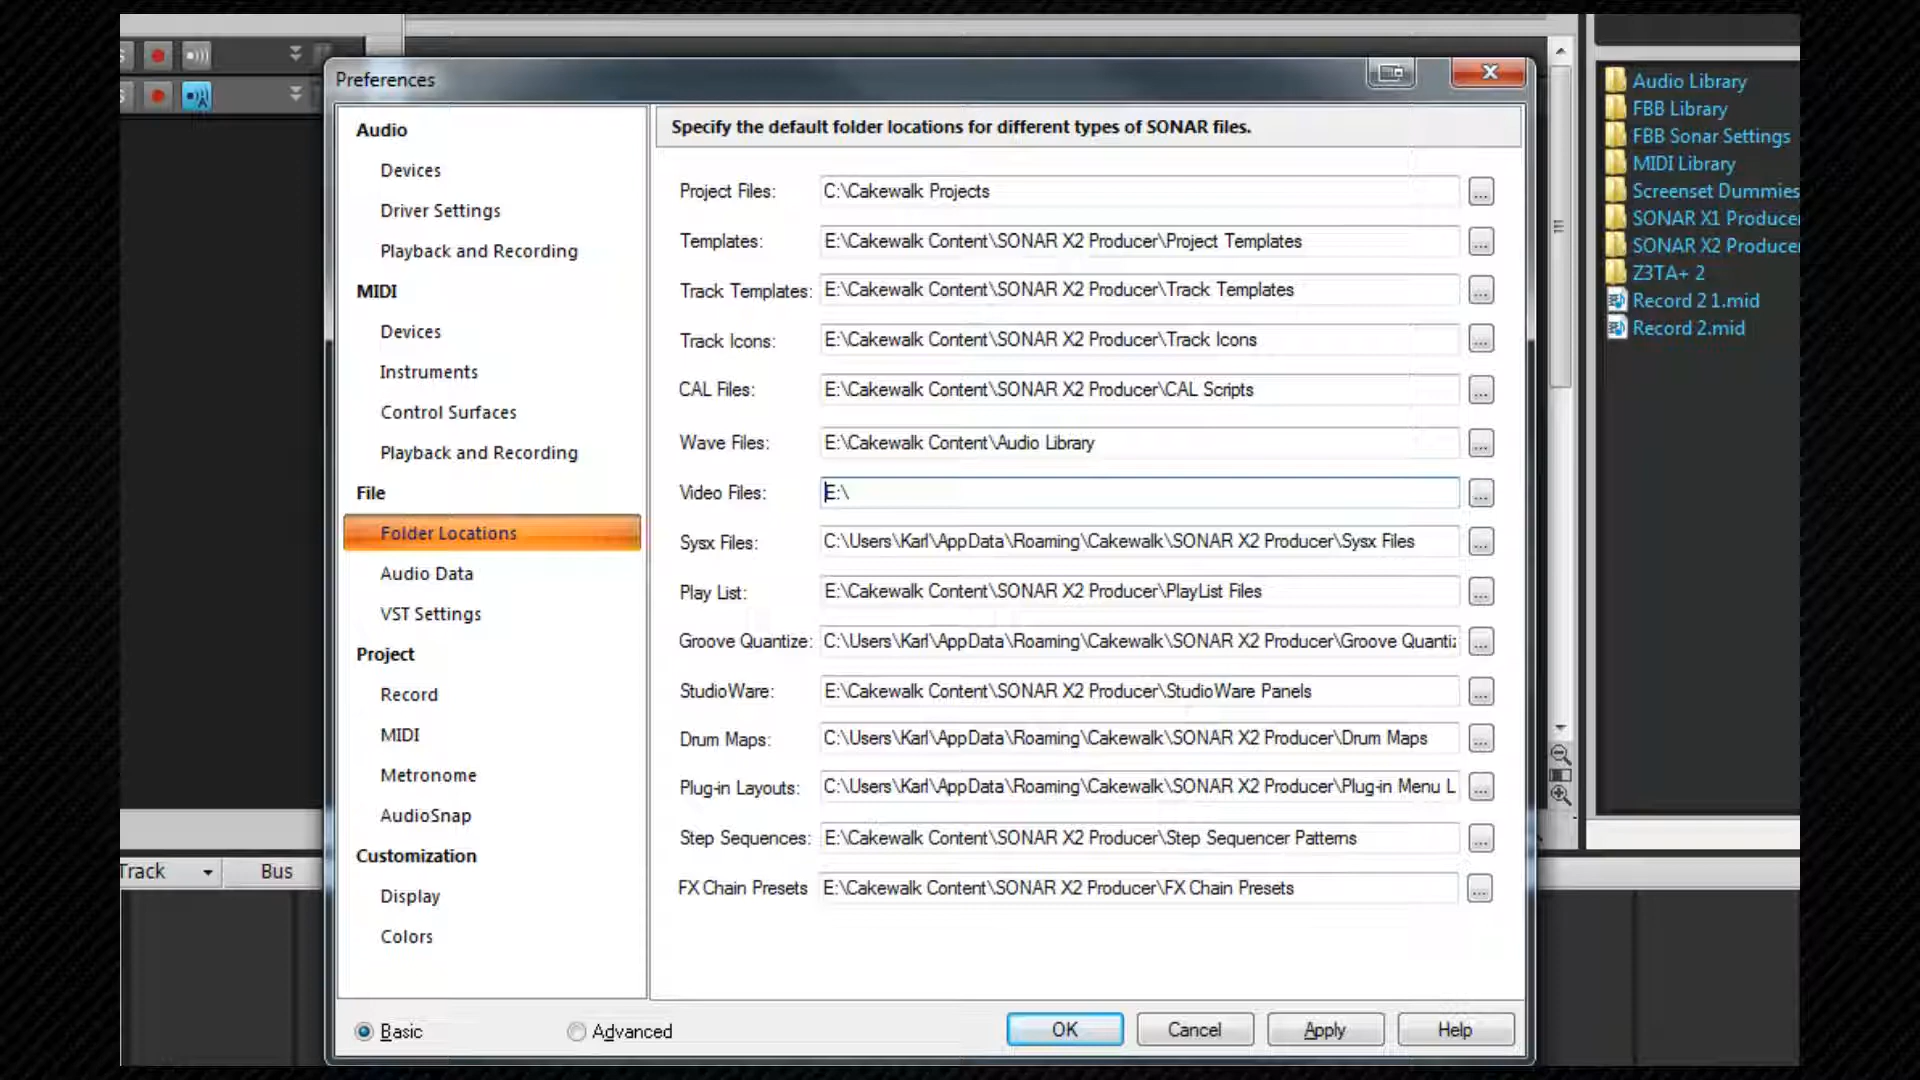 Preferences
Audio
Devices
Driver Settings
Playback and Recording
MIDI
Devices
Instruments
Control Surfaces
Playback and Recording
File
Folder Locations
Audio Data
VST Settings
Project
Record
MIDI
Metronome
AudioSnap
Customization
Display
Colors
Basic
Advanced
Specify the default folder locations for different types of SONAR files.
Project Files: C:\Cakewalk Projects ...
Templates: E:\Cakewalk Content\SONAR X2 Producer\Project Templates ...
Track Templates: E:\Cakewalk Content\SONAR X2 Producer\Track Templates ...
Track Icons: E:\Cakewalk Content\SONAR X2 Producer\Track Icons ...
CAL Files: E:\Cakewalk Content\SONAR X2 Producer\CAL Scripts ...
Wave Files: E:\Cakewalk Content\Audio Library ...
Video Files: E:\ ...
Sysx Files: C:\Users\Karl\AppData\Roaming\Cakewalk\SONAR X2 Producer\Sysx Files ...
Play List: E:\Cakewalk Content\SONAR X2 Producer\PlayList Files ...
Groove Quantize: C:\Users\Karl\AppData\Roaming\Cakewalk\SONAR X2 Producer\Groove Quantiz ...
StudioWare: E:\Cakewalk Content\SONAR X2 Producer\StudioWare Panels ...
Drum Maps: C:\Users\Karl\AppData\Roaming\Cakewalk\SONAR X2 Producer\Drum Maps ...
Plug-in Layouts: C:\Users\Karl\AppData\Roaming\Cakewalk\SONAR X2 Producer\Plug-in Menu L ...
Step Sequences: E:\Cakewalk Content\SONAR X2 Producer\Step Sequencer Patterns ...
FX Chain Presets E:\Cakewalk Content\SONAR X2 Producer\FX Chain Presets ...
OK
Cancel
Apply
Help
Track
Bus
Audio Library
FBB Library
FBB Sonar Settings
MIDI Library
Screenset Dummies
SONAR X1 Producer
SONAR X2 Producer
Z3TA+ 2
Record 2 1.mid
Record 2.mid